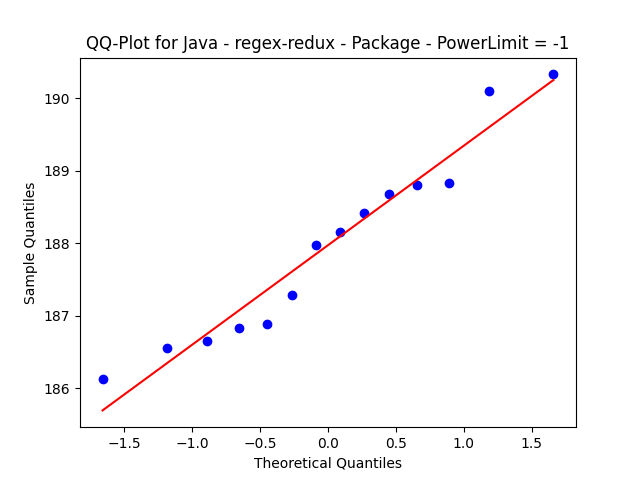 QQ-Plot for Java - regex-redux - Package - PowerLimit = -1
190
189
188
187
186
Sample Quantiles
−1.5 −1.0 −0.5 0.0 0.5 1.0 1.5
Theoretical Quantiles